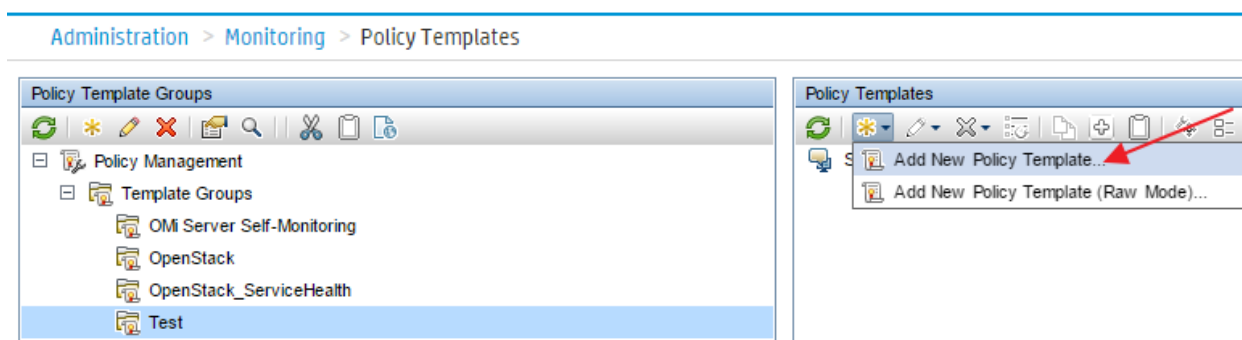 Administration > Monitoring > Policy Templates
Policy Template Groups
Policy Management
Template Groups
OMi Server Self-Monitoring
OpenStack
OpenStack_ServiceHealth
Test
Policy Templates
S
Add New Policy Template...
Add New Policy Template (Raw Mode)...